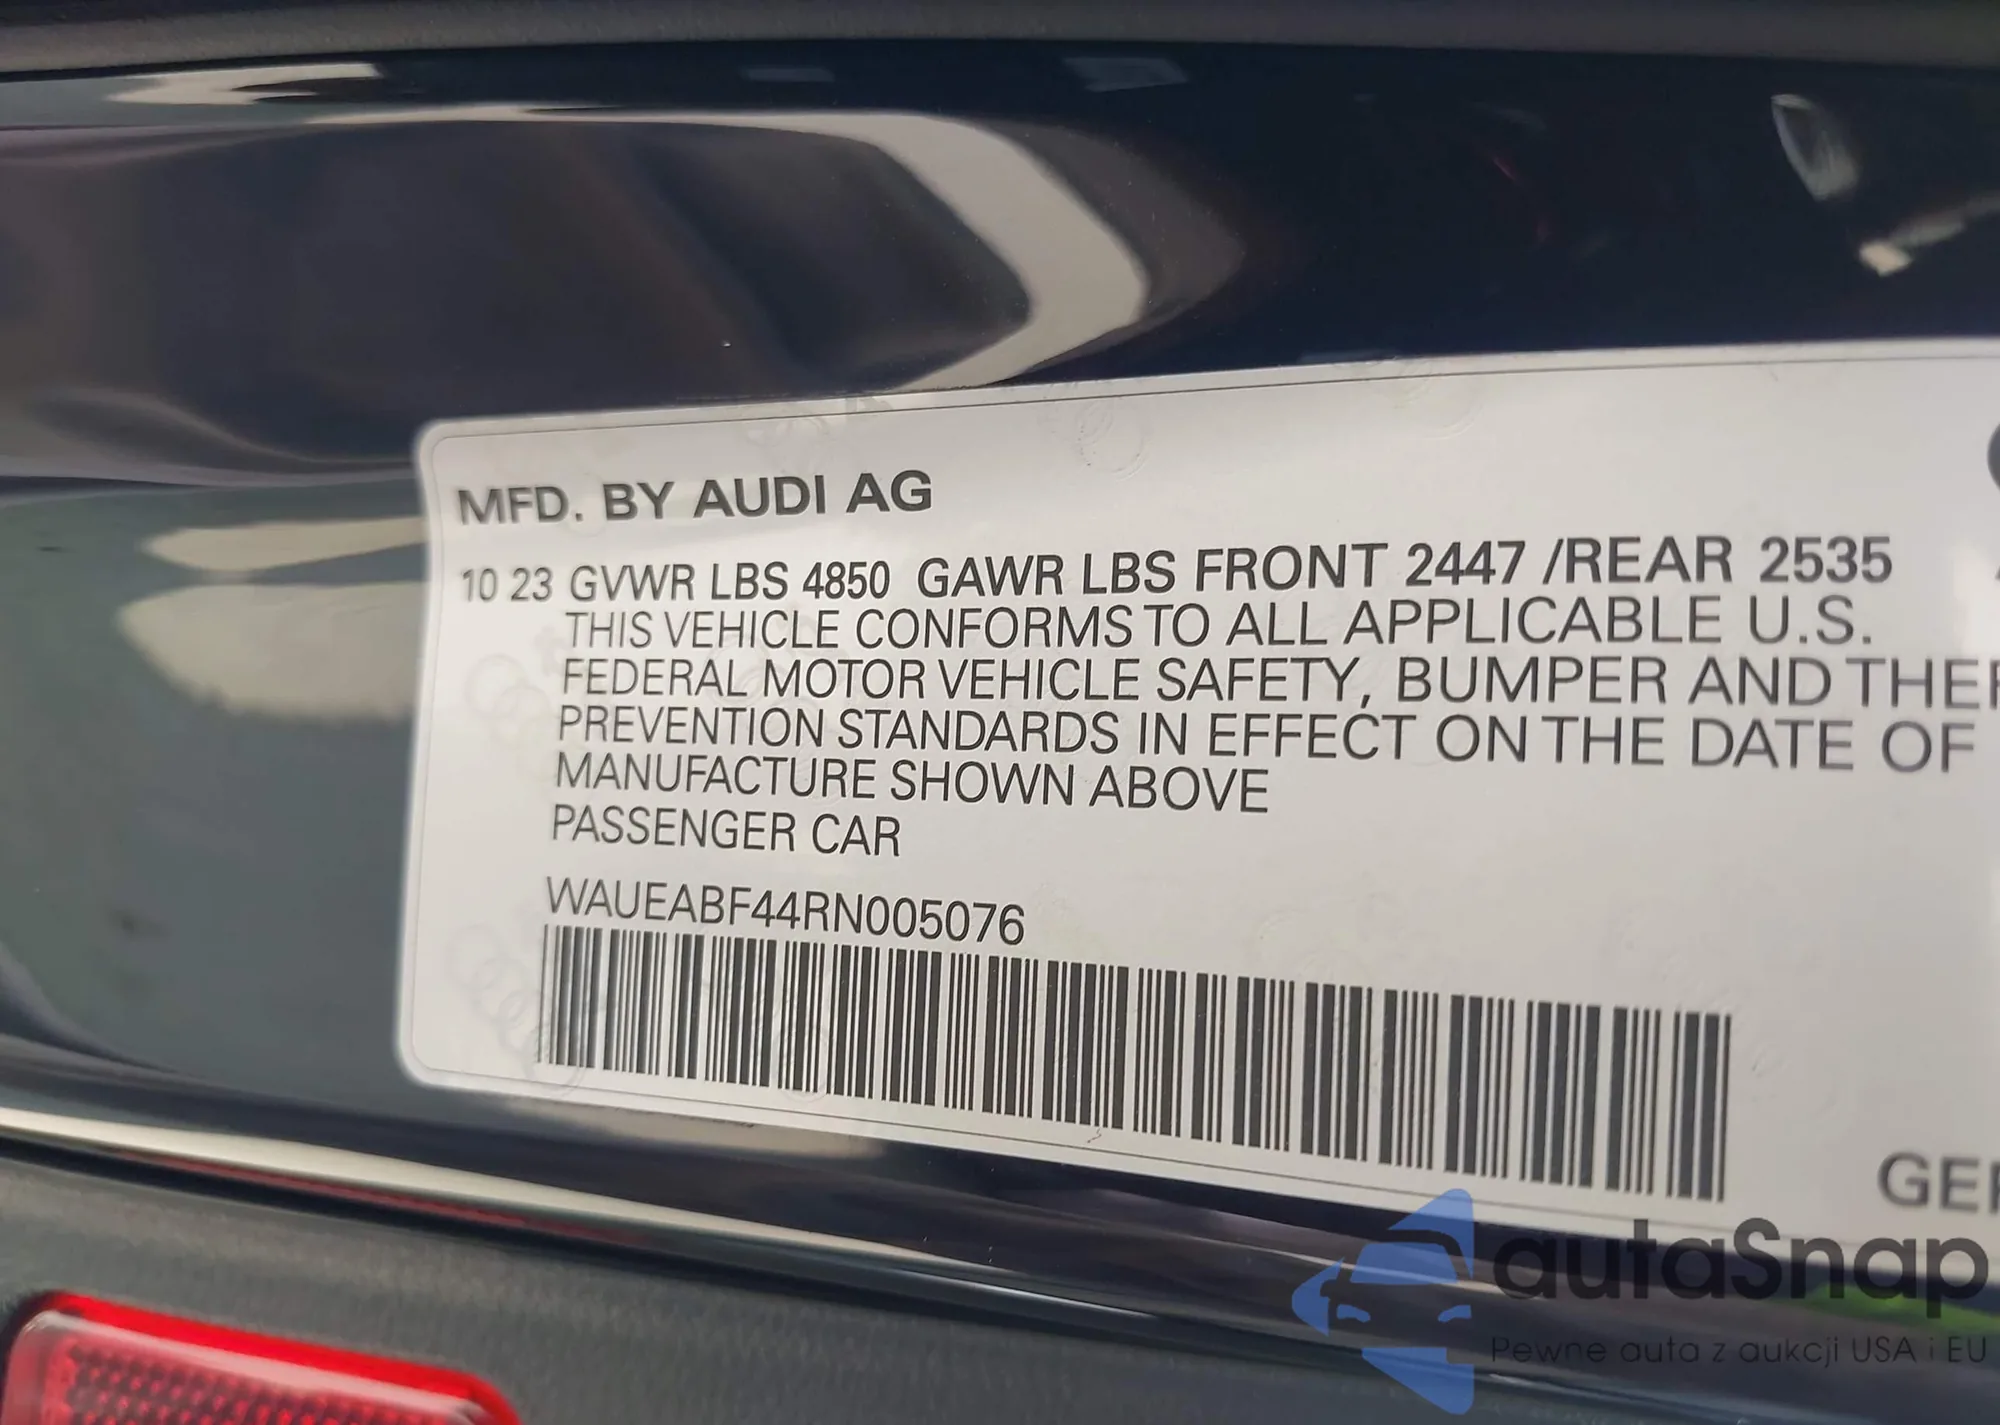 MFD. BY AUDI AG
10 23 GVWR LBS 4850 GAWR LBS FRONT 2447 /REAR 2535
THIS VEHICLE CONFORMS TO ALL APPLICABLE U.S.
FEDERAL MOTOR VEHICLE SAFETY, BUMPER AND
PREVENTION STANDARDS IN EFFECT ON THE DATE OF
MANUFACTURE SHOWN ABOVE
PASSENGER CAR
WAUEABF44RN005076
autaSnap
Pewne auta z aukcji USA i EU